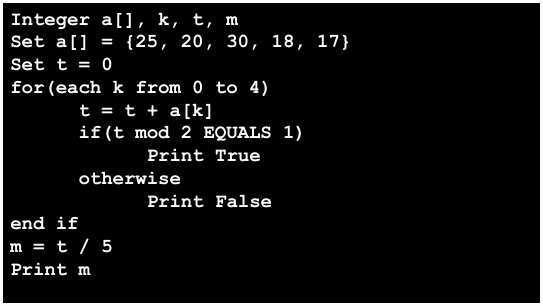 Integer a[], k, t, m
Set a[] = {25, 20, 30, 18, 17}
Set t = 0
for(each k from 0 to 4)
t = t + a[k]
if(t mod 2 EQUALS 1)
Print True
otherwise
Print False
end if
m = t / 5
Print m